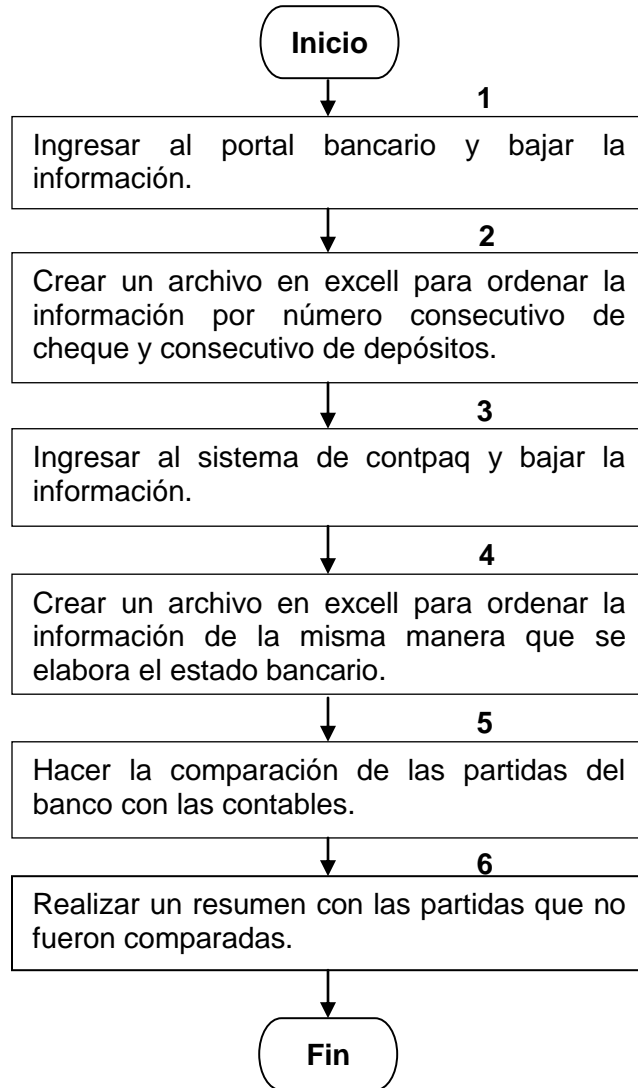 Inicio
1
Ingresar al portal bancario y bajar la
información.
2
Crear un archivo en excell para ordenar la
información por número consecutivo de
cheque y consecutivo de depósitos.
3
Ingresar al sistema de contpaq y bajar la
información.
4
Crear un archivo en excell para ordenar la
información de la misma manera que se
elabora el estado bancario.
5
Hacer la comparación de las partidas del
banco con las contables.
6
Realizar un resumen con las partidas que no
fueron comparadas.
Fin